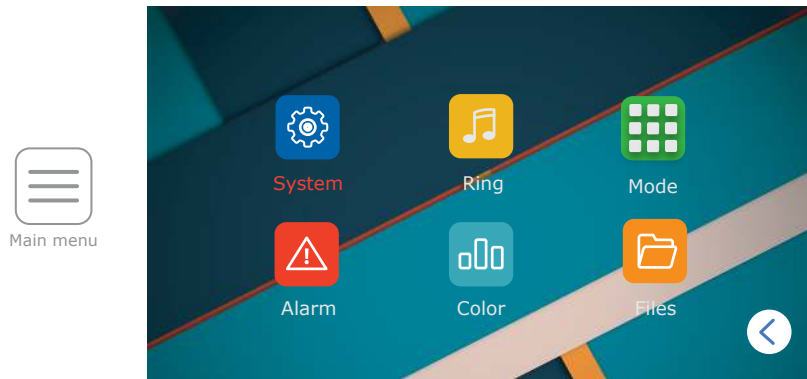 System
Ring
Mode
Main menu
Alarm
Color
Files